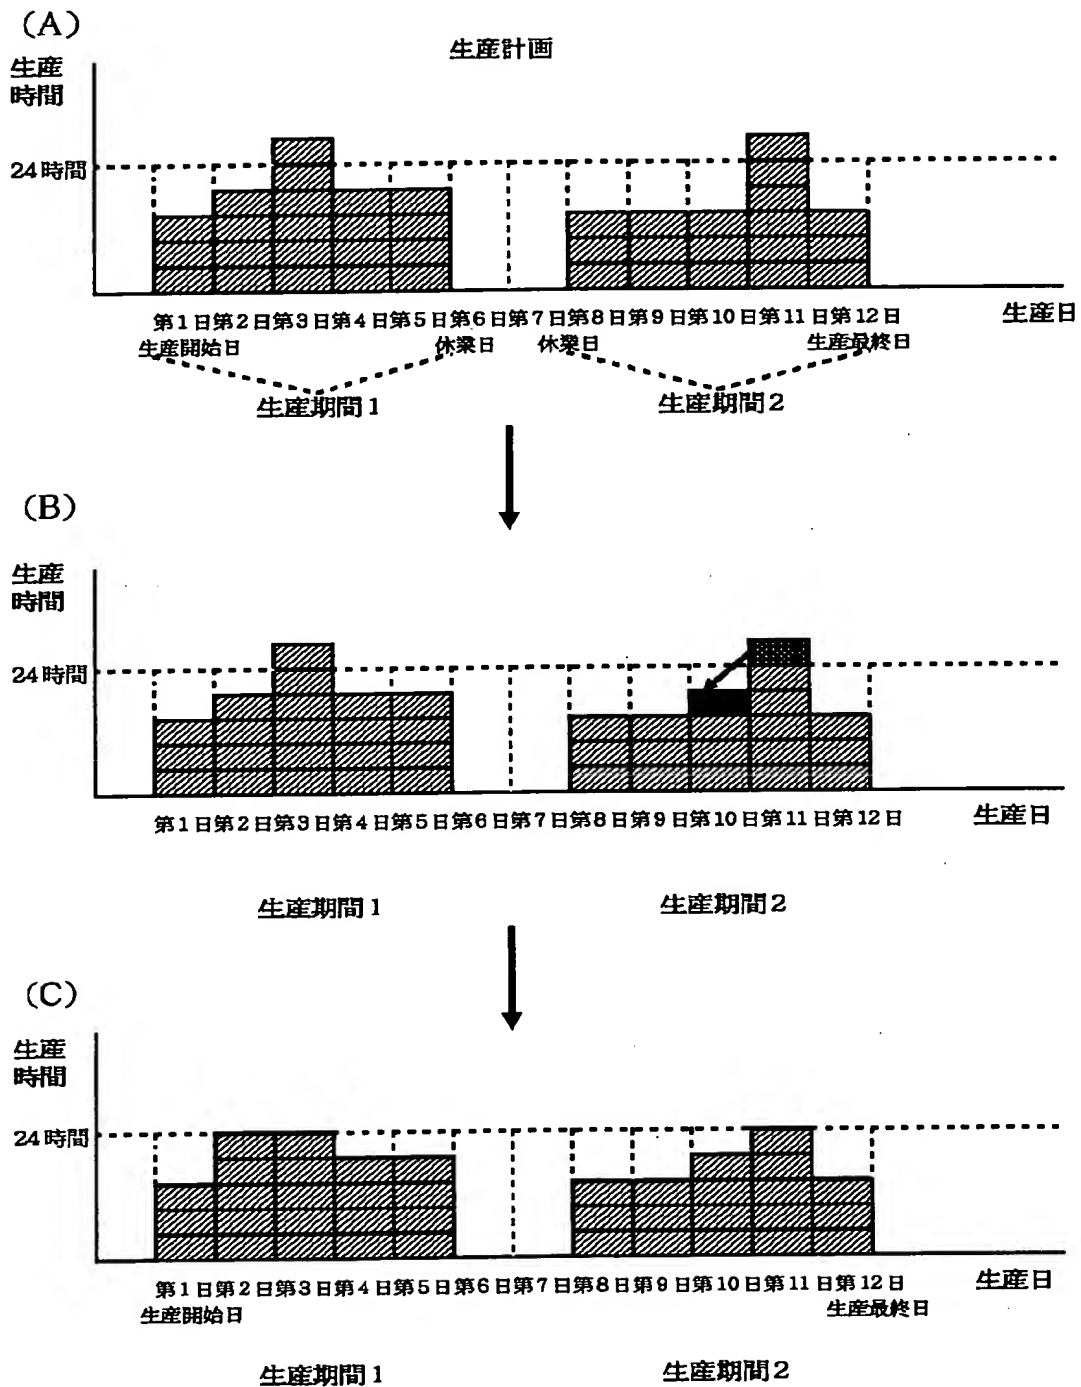 (A)
生産計画
生産
時間
24時間
第1日第2日第3日第4日第5日第6日第7日第8日第9日第10日第11日第12日
生産日
生産開始日 休業日 休業日 生産最終日
生産期間1 生産期間2
(B)
生産
時間
24時間
第1日第2日第3日第4日第5日第6日第7日第8日第9日第10日第11日第12日
生産日
生産期間1 生産期間2
(C)
生産
時間
24時間
第1日第2日第3日第4日第5日第6日第7日第8日第9日第10日第11日第12日
生産日
生産開始日 生産最終日
生産期間1 生産期間2